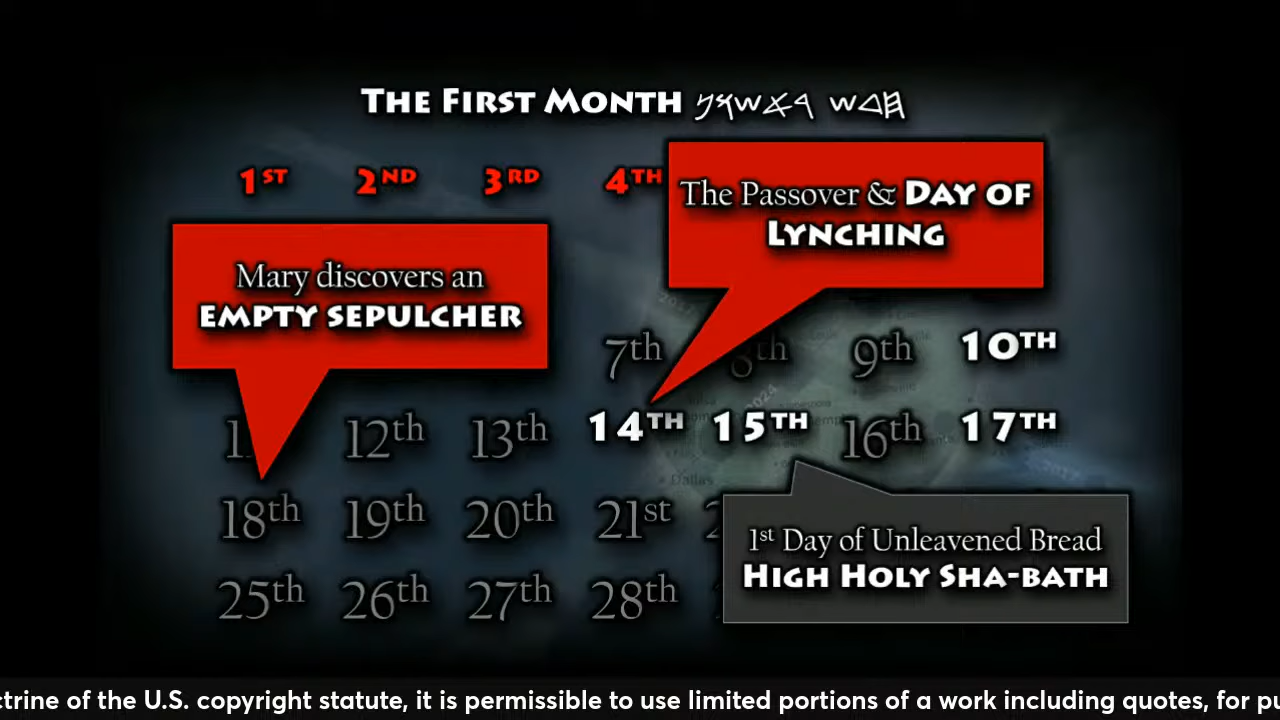 THE FIRST MONTH
1ST 2ND 3RD 4TH
The Passover & DAY OF
LYNCHING
Mary discovers an
EMPTY SEPULCHER
7th 8th 9th 10TH
12th 13th 14TH 15TH 16th 17TH
18th 19th 20th 21st
Dallas
1st Day of Unleavened Bread
HIGH HOLY SHA-BATH
25th 26th 27th 28th
ctrine of the U.S. copyright statute, it is permissible to use limited portions of a work including quotes, for pu